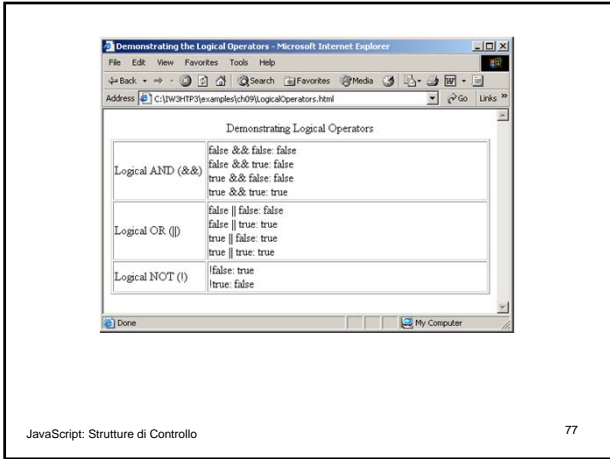 Demonstrating the Logical Operators - Microsoft Internet Explorer
File Edit View Favorites Tools Help
Back Search Favorites Media
Address C:\IW3HTP3\examples\ch09\LogicalOperators.html Go Links »
Demonstrating Logical Operators
Logical AND (&&)
false && false: false
false && true: false
true && false: false
true && true: true
Logical OR (||)
false || false: false
false || true: true
true || false: true
true || true: true
Logical NOT (!)
!false: true
!true: false
Done My Computer
JavaScript: Strutture di Controllo 77